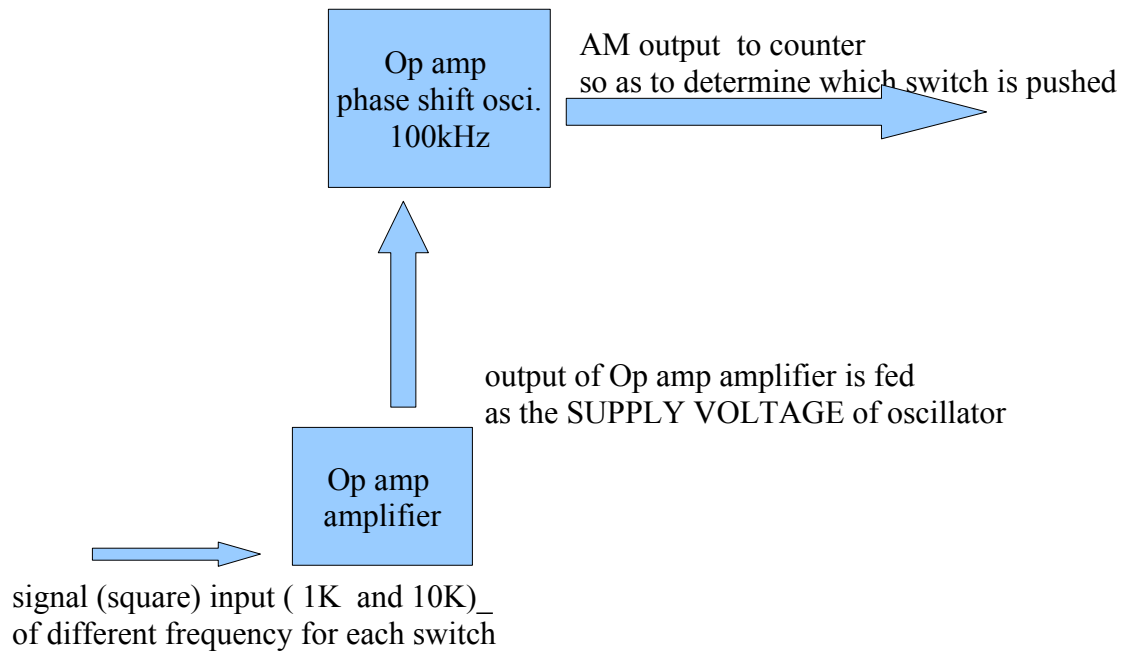 Op amp
phase shift osci.
100kHz
AM output  to counter
so as to determine which switch is pushed
output of Op amp amplifier is fed
as the SUPPLY VOLTAGE of oscillator
Op amp
amplifier
signal (square) input ( 1K  and 10K)_
of different frequency for each switch